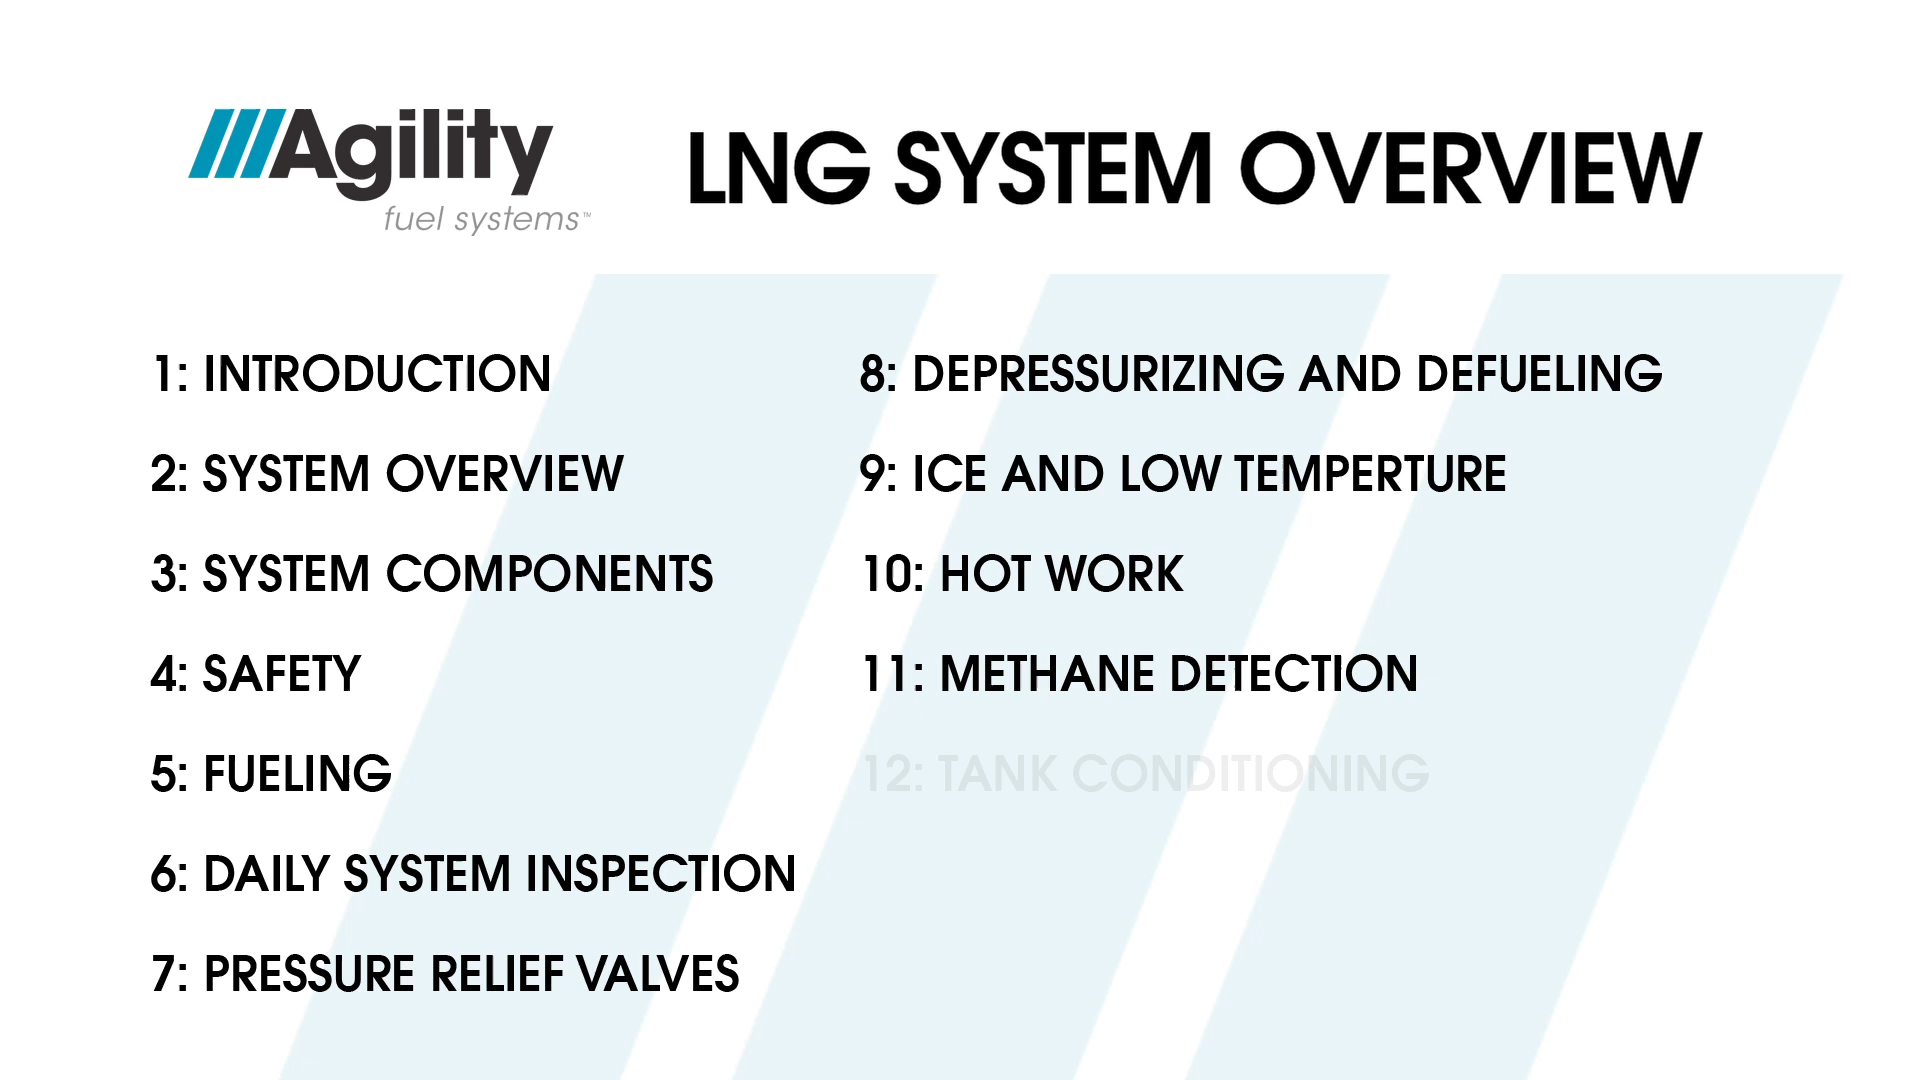 Agility
fuel systems™
LNG SYSTEM OVERVIEW
1: INTRODUCTION
2: SYSTEM OVERVIEW
3: SYSTEM COMPONENTS
4: SAFETY
5: FUELING
6: DAILY SYSTEM INSPECTION
7: PRESSURE RELIEF VALVES
8: DEPRESSURIZING AND DEFUELING
9: ICE AND LOW TEMPERTURE
10: HOT WORK
11: METHANE DETECTION
12: TANK CONDITIONING